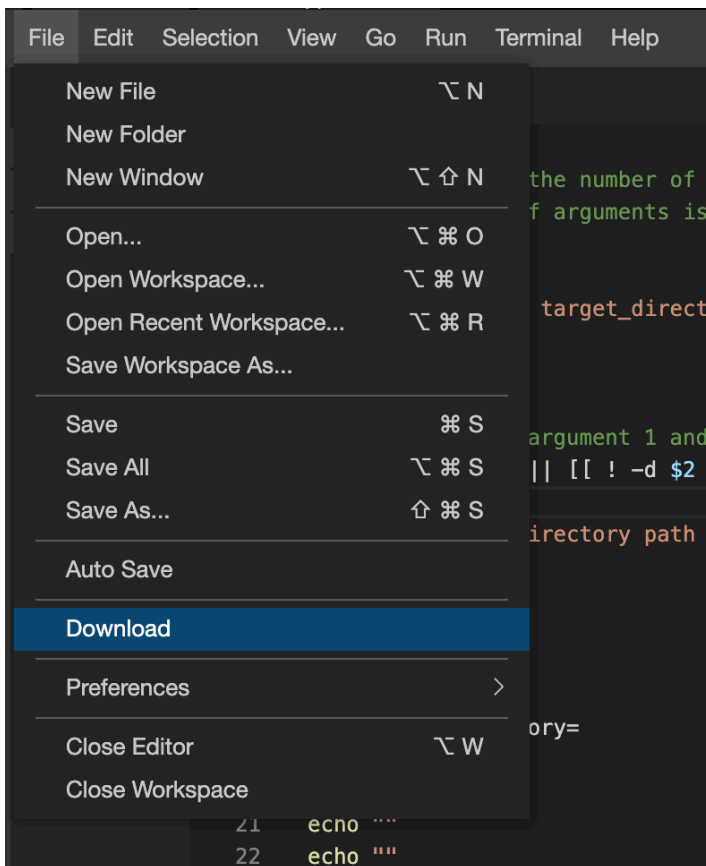 File Edit Selection View Go Run Terminal Help
New File ⌥ N
New Folder
New Window ⌥ ⇧ N
the number of
f arguments is
Open... ⌥ ⌘ O
Open Workspace... ⌥ ⌘ W
Open Recent Workspace... ⌥ ⌘ R
target_direct
Save Workspace As...
Save ⌘ S
argument 1 and
Save All ⌥ ⌘ S
|| [[ ! -d $2
Save As... ⇧ ⌘ S
irectory path
Auto Save
Download
Preferences >
ory=
Close Editor ⌥ W
Close Workspace
21 echo ""
22 echo ""